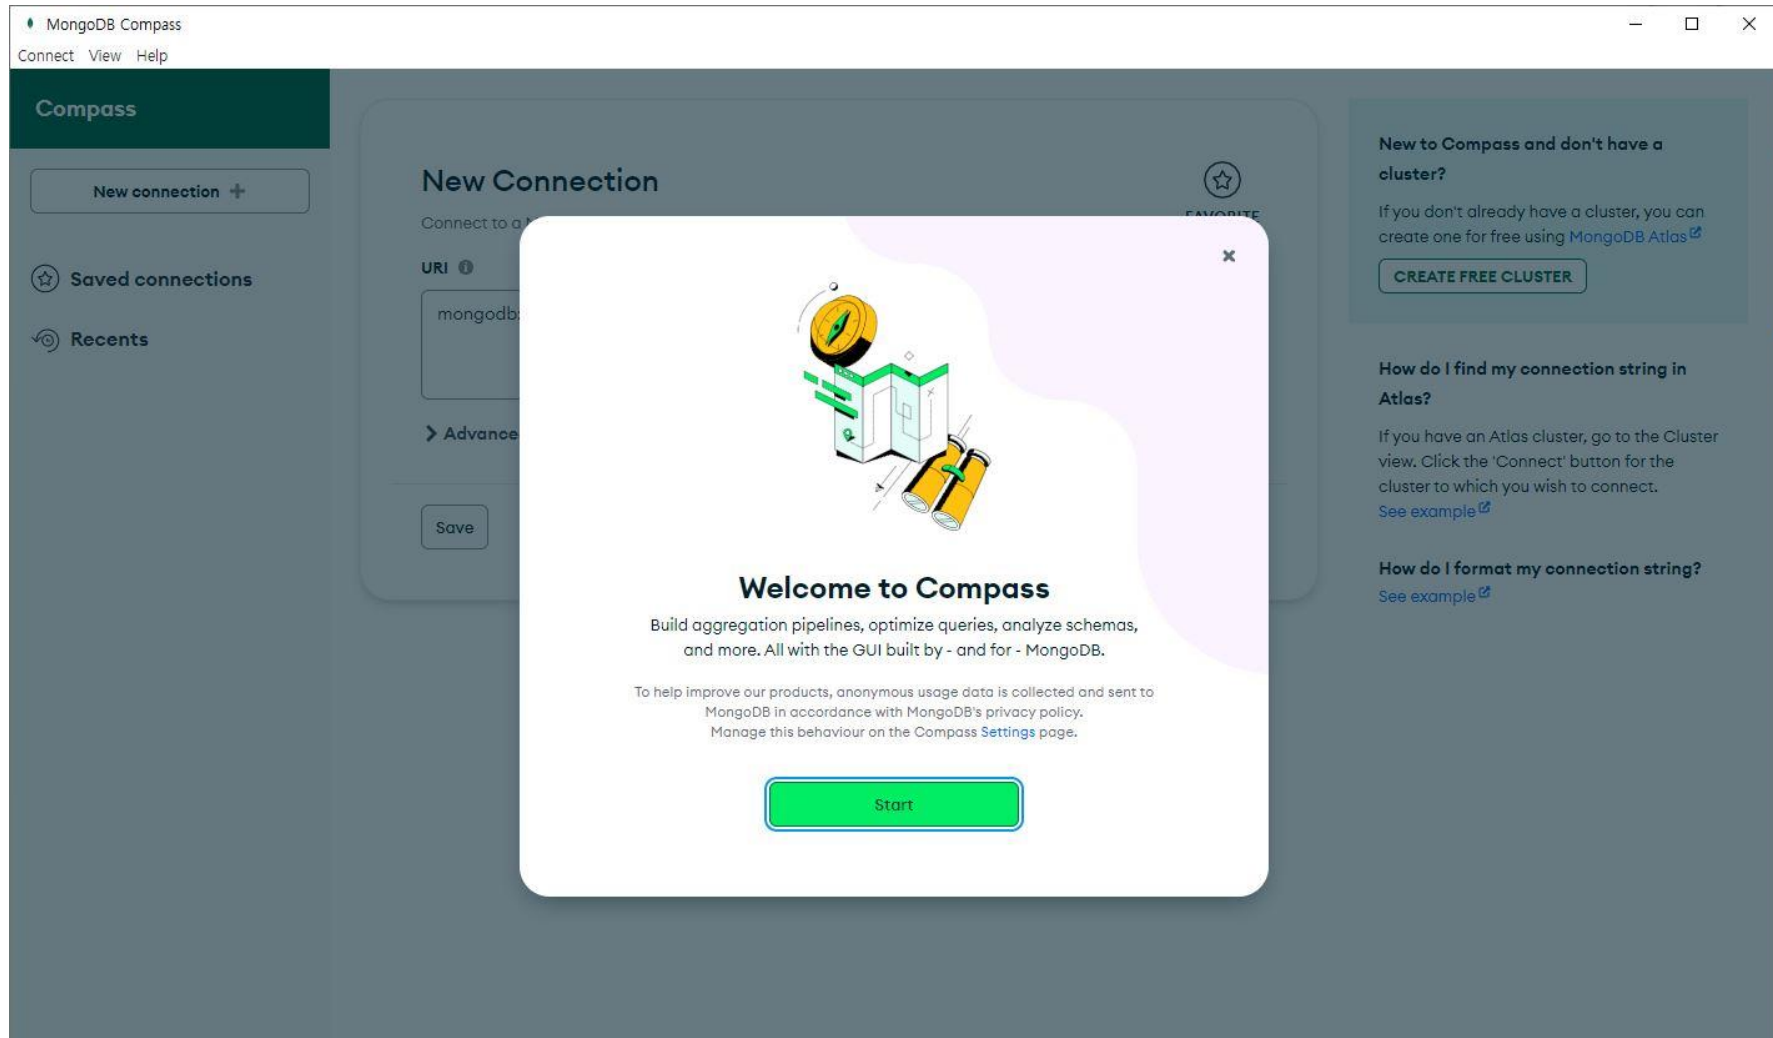 MongoDB Compass
Connect View Help
Compass
New connection
Saved connections
Recents
New Connection
Connect to a
FAVORITE
URI
mongodb:
Advance
Save
Welcome to Compass
Build aggregation pipelines, optimize queries, analyze schemas,
and more. All with the GUI built by - and for - MongoDB.
To help improve our products, anonymous usage data is collected and sent to
MongoDB in accordance with MongoDB's privacy policy.
Manage this behaviour on the Compass Settings page.
Start
New to Compass and don't have a
cluster?
If you don't already have a cluster, you can
create one for free using MongoDB Atlas
CREATE FREE CLUSTER
How do I find my connection string in
Atlas?
If you have an Atlas cluster, go to the Cluster
view. Click the 'Connect' button for the
cluster to which you wish to connect.
See example
How do I format my connection string?
See example